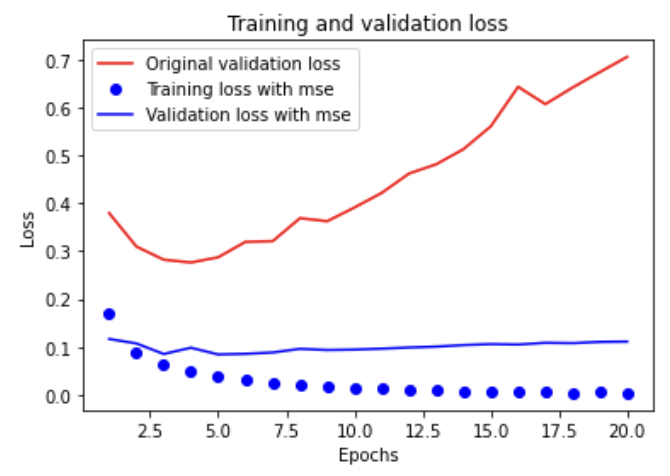 Training and validation loss
Original validation loss
Training loss with mse
Validation loss with mse
0.7
0.6
0.5
0.4
0.3
0.2
0.1
0.0
Loss
2.5 5.0 7.5 10.0 12.5 15.0 17.5 20.0
Epochs